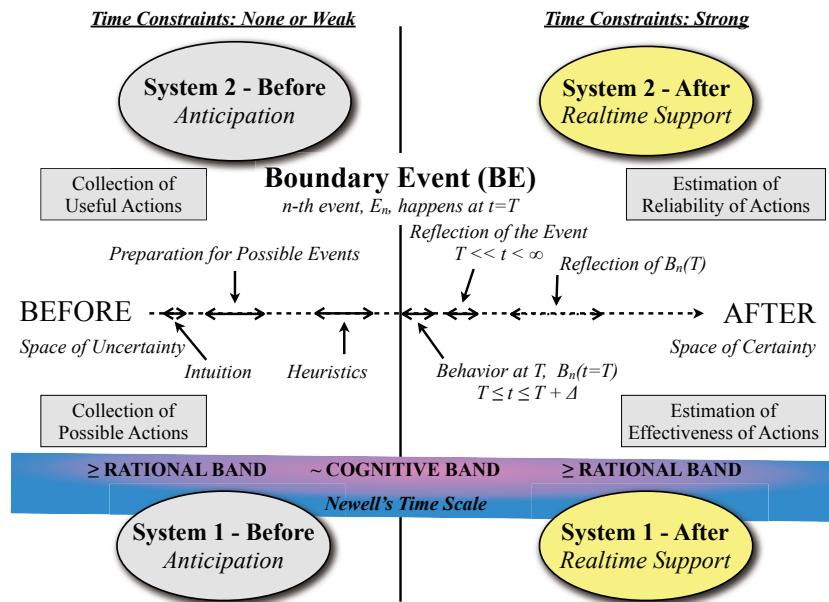 Time Constraints: None or Weak
Time Constraints: Strong
System 2 - Before
Anticipation
System 2 - After
Realtime Support
Boundary Event (BE)
n-th event, Eₙ, happens at t=T
Collection of
Useful Actions
Estimation of
Reliability of Actions
Reflection of the Event
T << t < ∞
Preparation for Possible Events
Reflection of Bₙ(T)
BEFORE
Space of Uncertainty
AFTER
Space of Certainty
Intuition
Heuristics
Behavior at T, Bₙ(t=T)
T ≤ t ≤ T + Δ
Collection of
Possible Actions
Estimation of
Effectiveness of Actions
≥ RATIONAL BAND
~ COGNITIVE BAND
≥ RATIONAL BAND
Newell's Time Scale
System 1 - Before
Anticipation
System 1 - After
Realtime Support